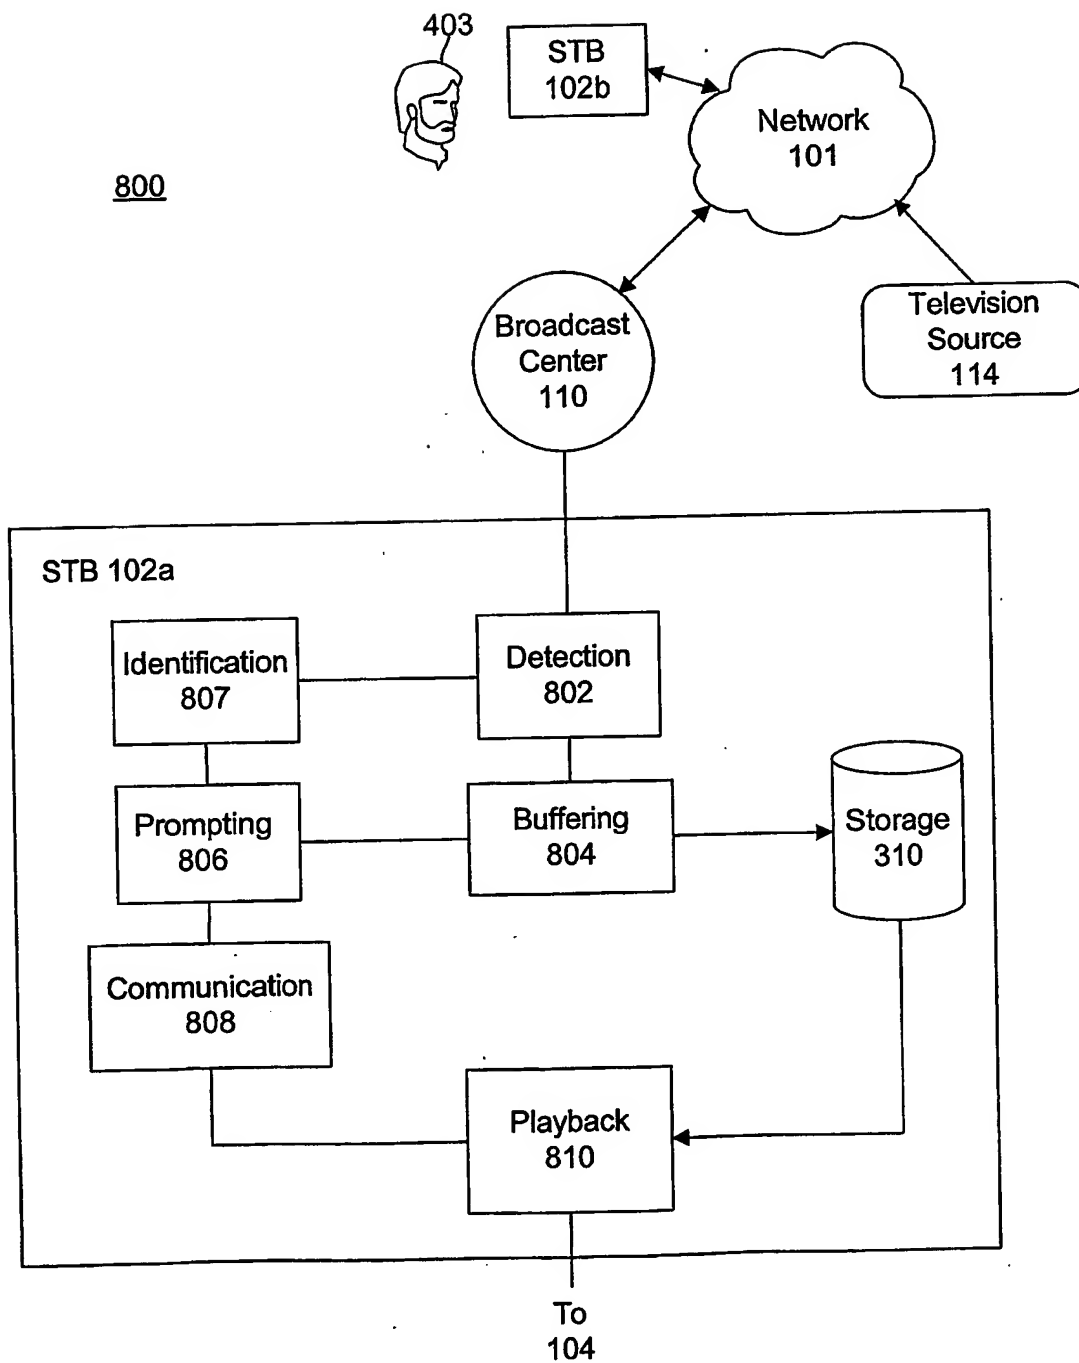 403
STB
102b
Network
101
800
Television
Source
114
Broadcast
Center
110
STB 102a
Identification
807
Detection
802
Prompting
806
Buffering
804
Storage
310
Communication
808
Playback
810
To
104